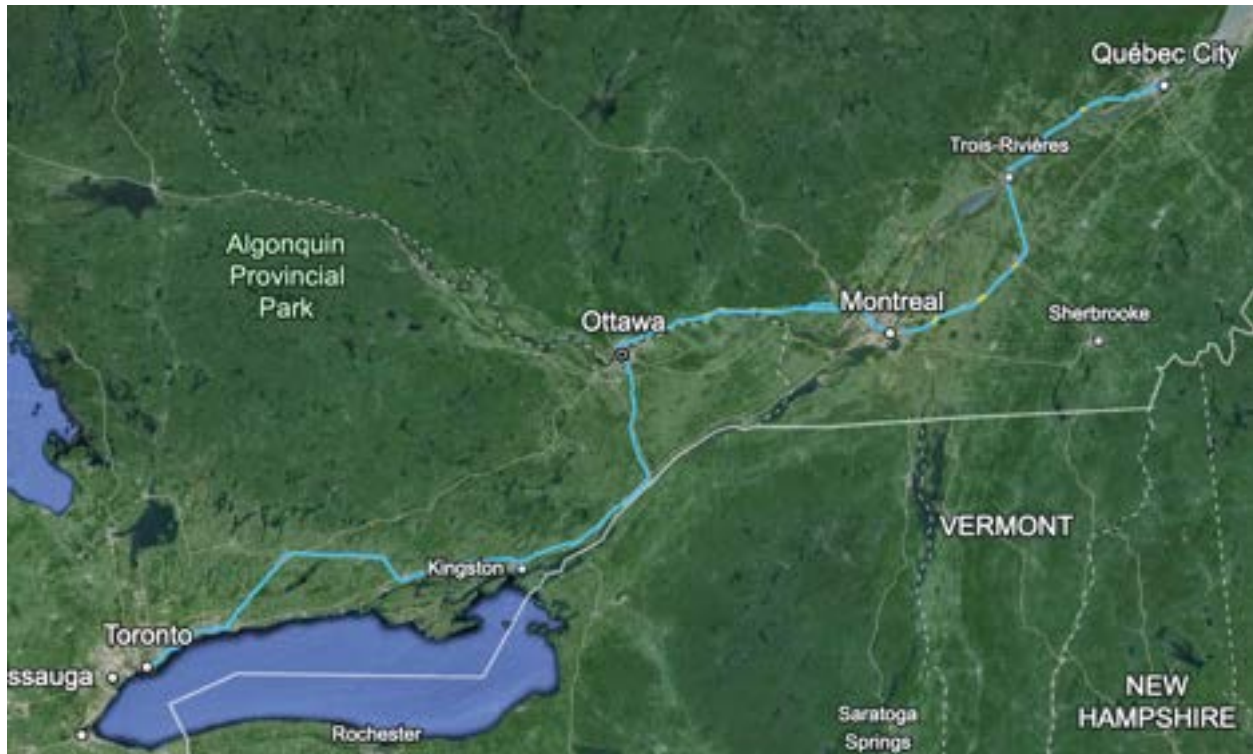 Québec City
Trois-Rivières
Algonquin
Provincial
Park
Montreal
Ottawa
Sherbrooke
VERMONT
Kingston
Toronto
ssauga
NEW
HAMPSHIRE
Saratoga
Springs
Rochester